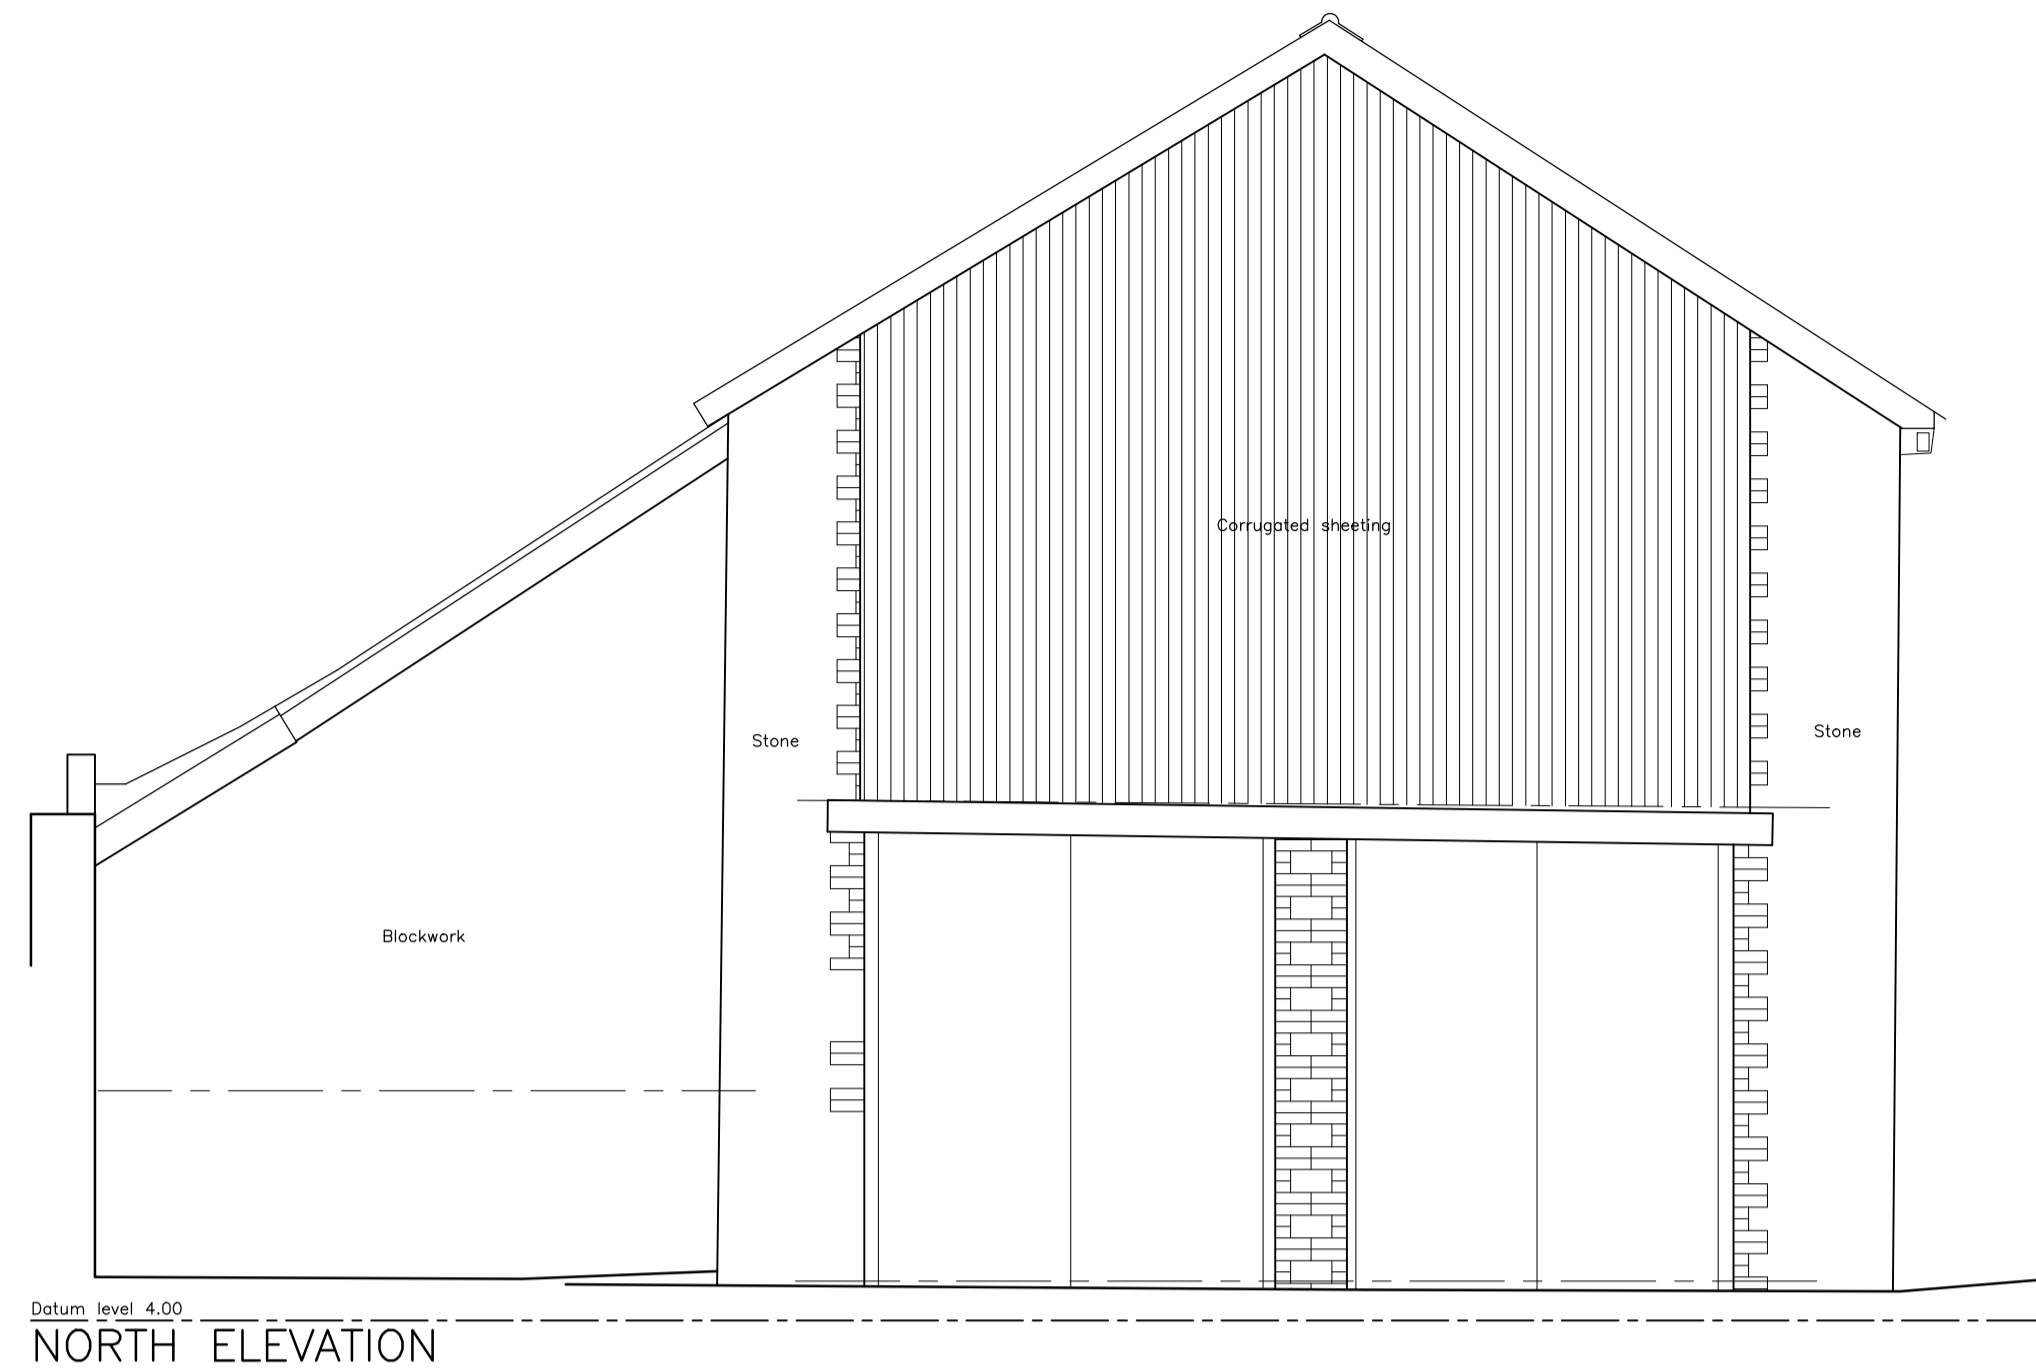 Corrugated sheeting
Stone
Stone
Blockwork
Datum level 4.00
NORTH ELEVATION